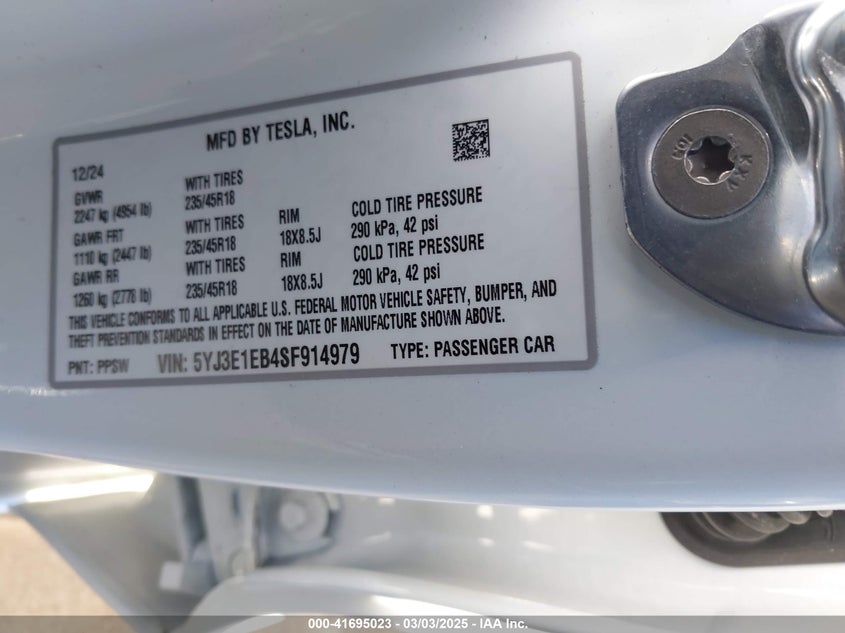 MFD BY TESLA, INC.
12/24
GVWR WITH TIRES
2247 kg (4954 lb) 235/45R18 RIM COLD TIRE PRESSURE
GAWR FRT WITH TIRES 18X8.5J 290 kPa, 42 psi
1110 kg (2447 lb) 235/45R18 RIM COLD TIRE PRESSURE
GAWR RR WITH TIRES 18X8.5J 290 kPa, 42 psi
1260 kg (2778 lb) 235/45R18
THIS VEHICLE CONFORMS TO ALL APPLICABLE U.S. FEDERAL MOTOR VEHICLE SAFETY, BUMPER, AND
THEFT PREVENTION STANDARDS IN EFFECT ON THE DATE OF MANUFACTURE SHOWN ABOVE.
PNT: PPSW VIN: 5YJ3E1EB4SF914979 TYPE: PASSENGER CAR
KXV
000-41695023 — 03/03/2025 — IAA Inc.